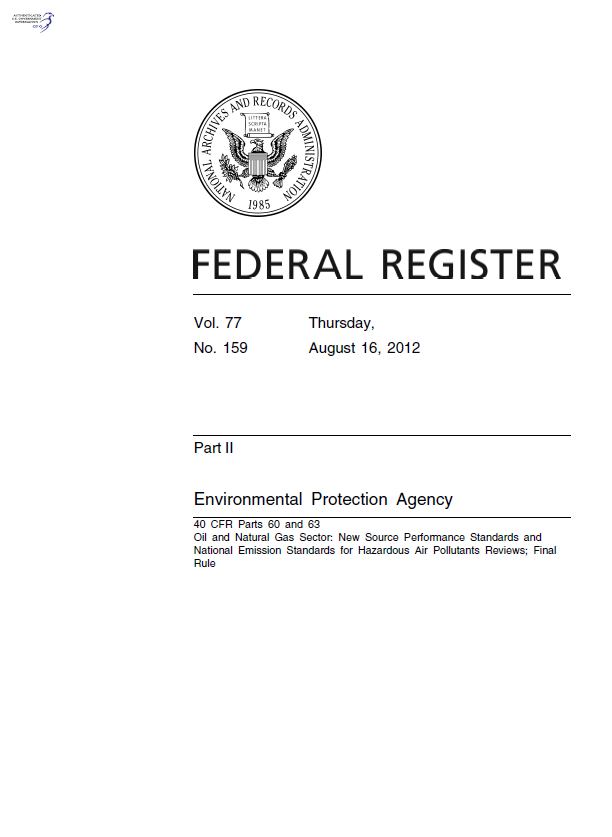 AUTHENTICATED
U.S. GOVERNMENT
INFORMATION
GPO
NATIONAL ARCHIVES AND RECORDS ADMINISTRATION
LITTERA
SCRIPTA
MANET
1985
FEDERAL REGISTER
Vol. 77 Thursday,
No. 159 August 16, 2012
Part II
Environmental Protection Agency
40 CFR Parts 60 and 63
Oil and Natural Gas Sector: New Source Performance Standards and
National Emission Standards for Hazardous Air Pollutants Reviews; Final
Rule